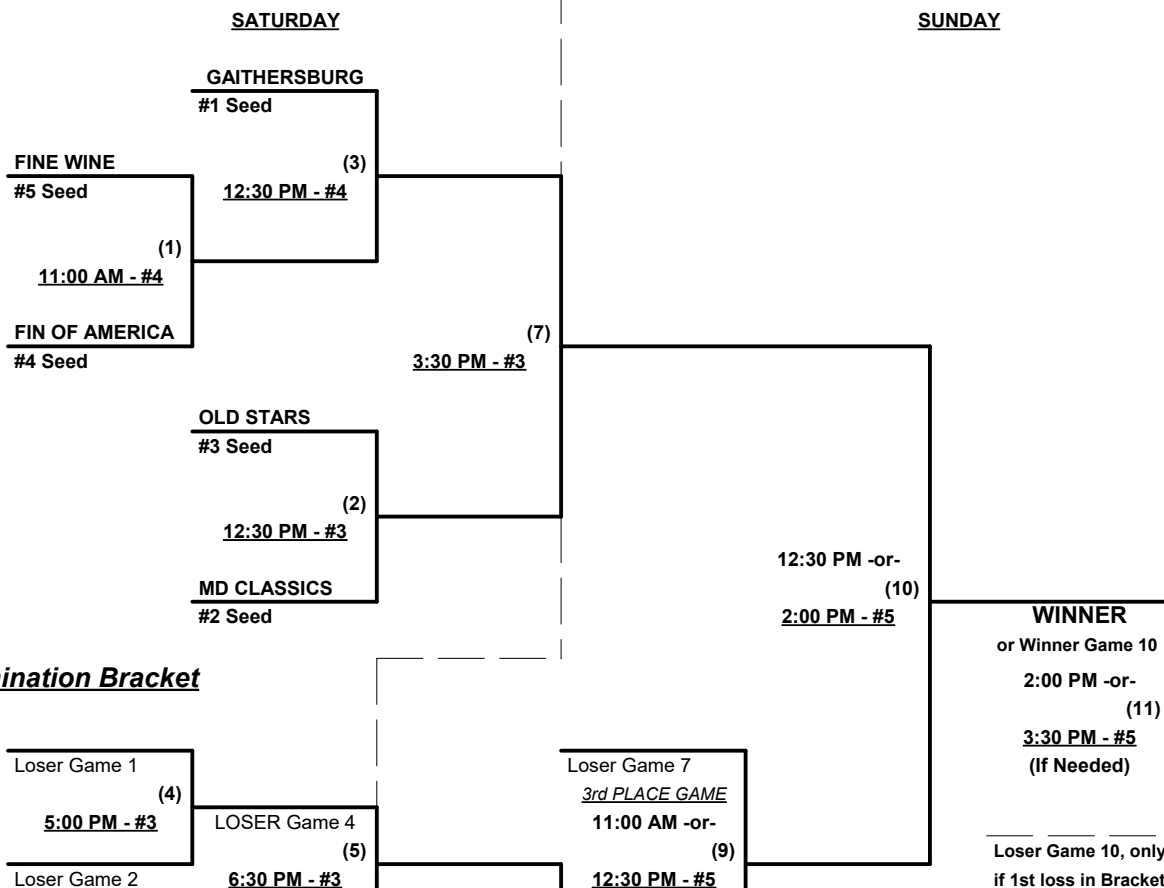 SATURDAY
SUNDAY
GAITHERSBURG
#1 Seed
FINE WINE
#5 Seed
(3)
12:30 PM - #4
(1)
11:00 AM - #4
FIN OF AMERICA
#4 Seed
(7)
3:30 PM - #3
OLD STARS
#3 Seed
(2)
12:30 PM - #3
MD CLASSICS
#2 Seed
12:30 PM -or-
(10)
2:00 PM - #5
WINNER
or Winner Game 10
2:00 PM -or-
(11)
3:30 PM - #5
(If Needed)
ination Bracket
Loser Game 1
(4)
5:00 PM - #3
Loser Game 2
LOSER Game 4
(5)
6:30 PM - #3
Loser Game 7
3rd PLACE GAME
11:00 AM -or-
(9)
12:30 PM - #5
Loser Game 10, only
if 1st loss in Bracket